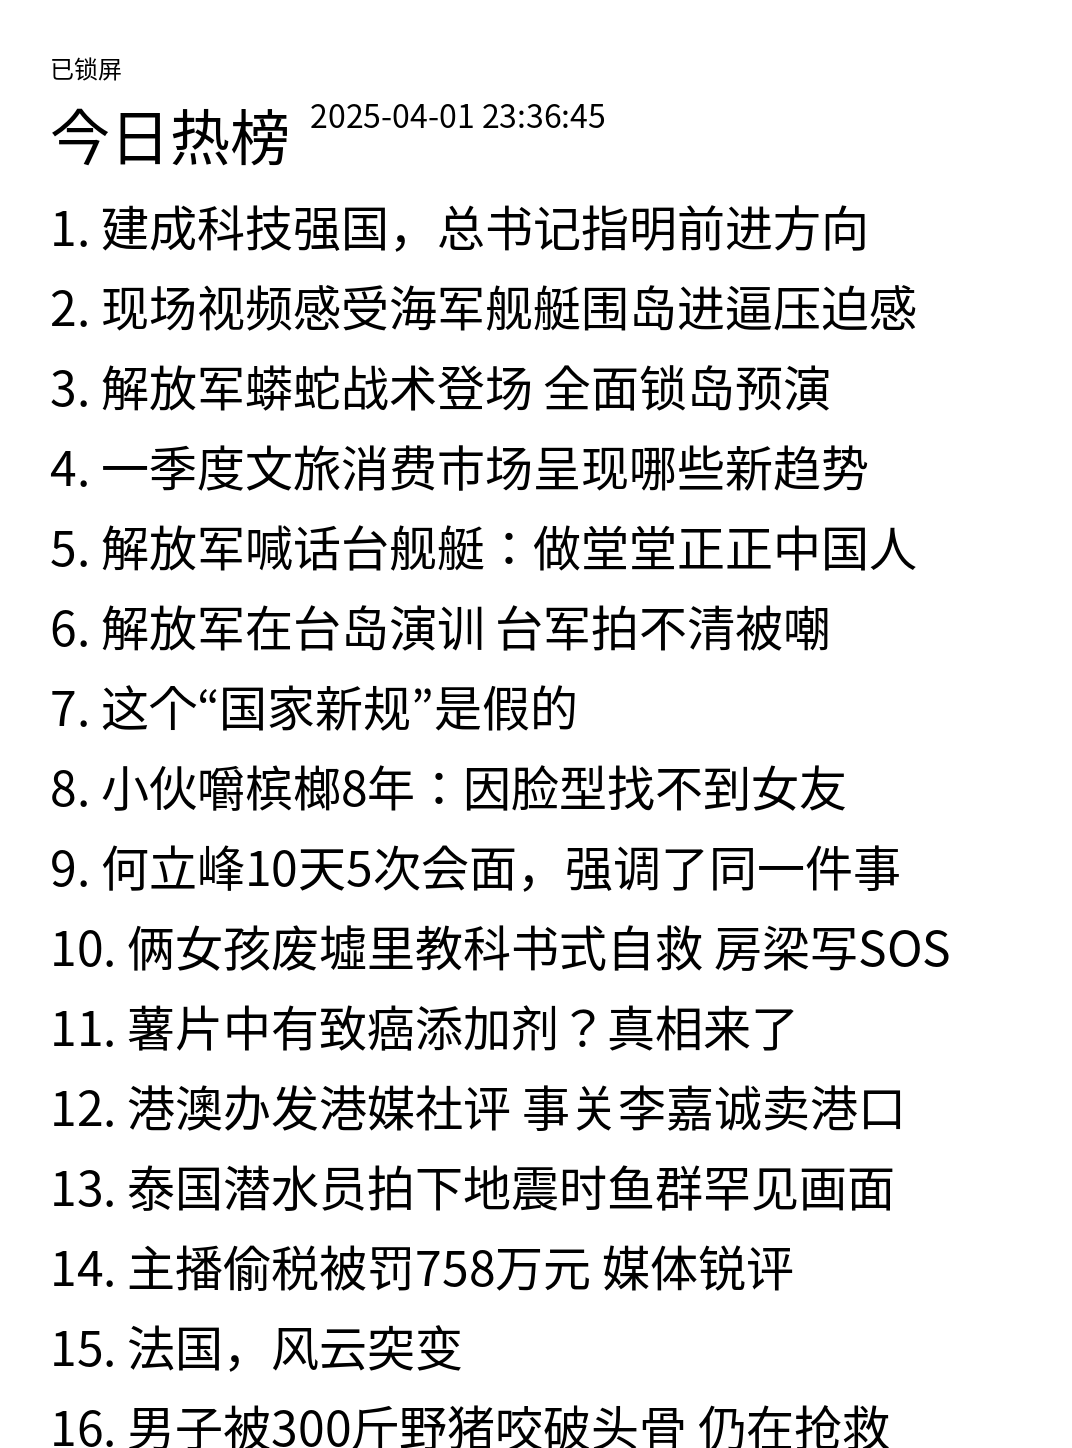 已锁屏
今日热榜 2025-04-01 23:36:45
1. 建成科技强国，总书记指明前进方向
2. 现场视频感受海军舰艇围岛进逼压迫感
3. 解放军蟒蛇战术登场 全面锁岛预演
4. 一季度文旅消费市场呈现哪些新趋势
5. 解放军喊话台舰艇：做堂堂正正中国人
6. 解放军在台岛演训 台军拍不清被嘲
7. 这个“国家新规”是假的
8. 小伙嚼槟榔8年：因脸型找不到女友
9. 何立峰10天5次会面，强调了同一件事
10. 俩女孩废墟里教科书式自救 房梁写SOS
11. 薯片中有致癌添加剂？真相来了
12. 港澳办发港媒社评 事关李嘉诚卖港口
13. 泰国潜水员拍下地震时鱼群罕见画面
14. 主播偷税被罚758万元 媒体锐评
15. 法国，风云突变
16. 男子被300斤野猪咬破头骨 仍在抢救